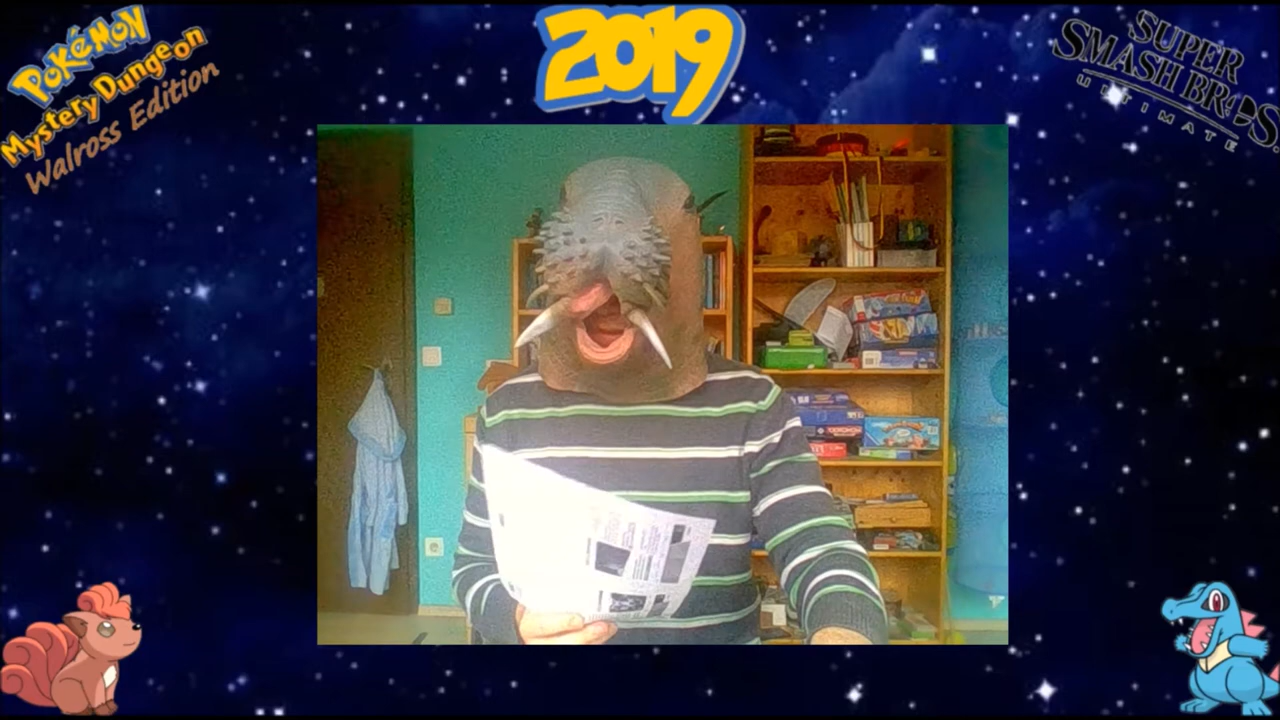 POKéMON
Mystery Dungeon
Walross Edition
2019
SUPER
SMASH BROS.
ULTIMATE